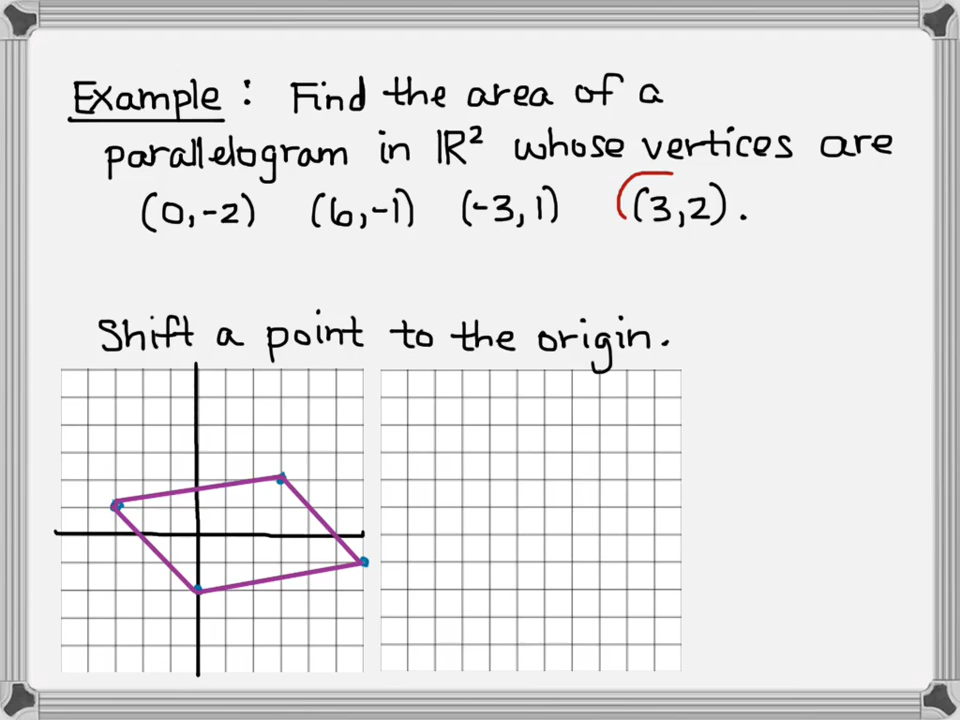 Example: Find the area of a
parallelogram in ℝ² whose vertices are
(0,-2) (6,-1) (-3,1) (3,2).
Shift a point to the origin.